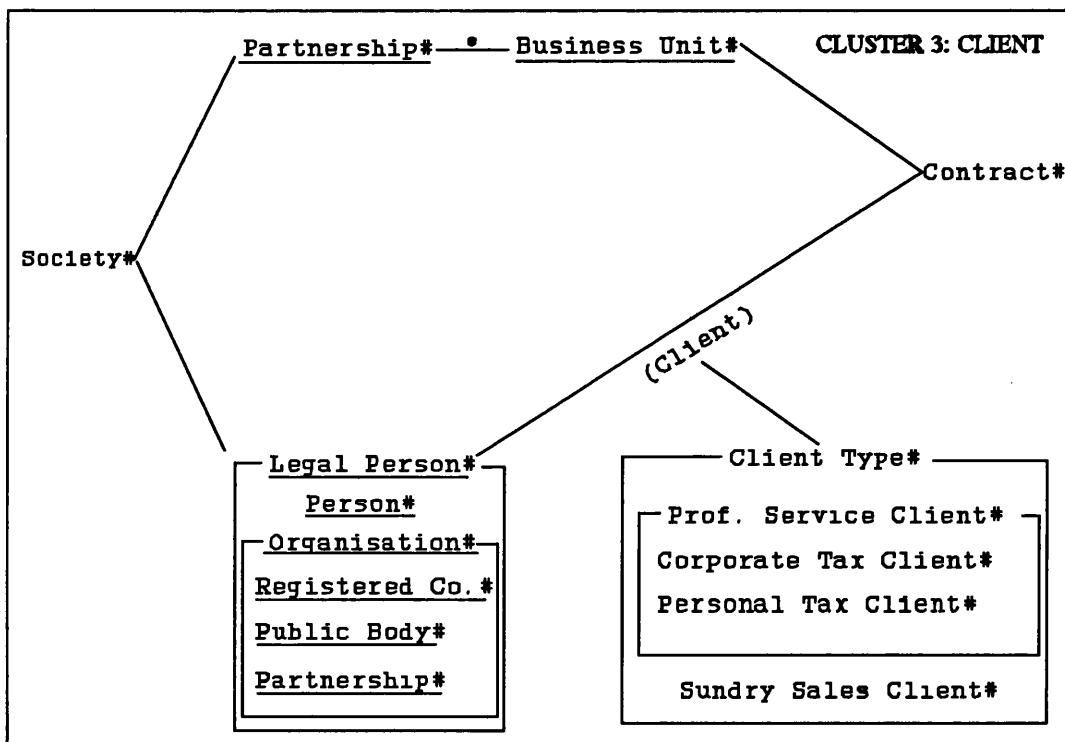 Partnership# • Business Unit# CLUSTER 3: CLIENT
Contract#
Society#
(Client)
Legal Person#
Person#
Organisation#
Registered Co.#
Public Body#
Partnership#
Client Type#
Prof. Service Client#
Corporate Tax Client#
Personal Tax Client#
Sundry Sales Client#